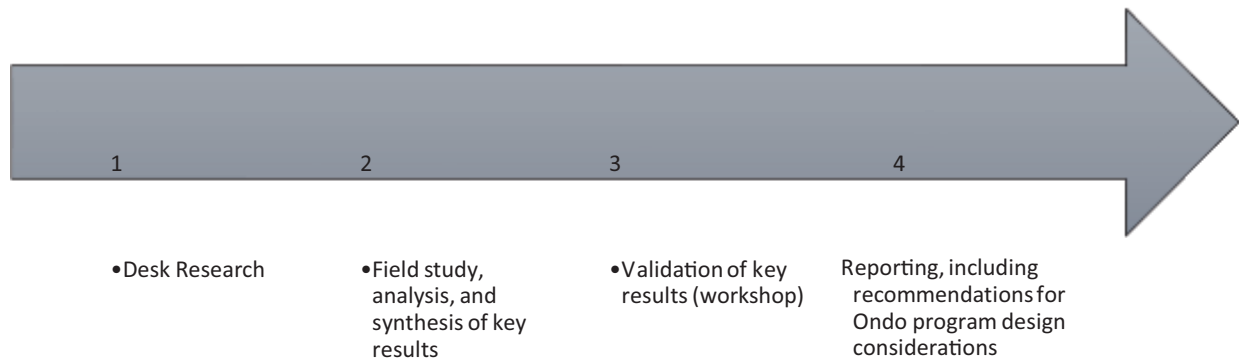 1 2 3 4
•Desk Research
•Field study,
analysis, and
synthesis of key
results
•Validation of key
results (workshop)
Reporting, including
recommendations for
Ondo program design
considerations